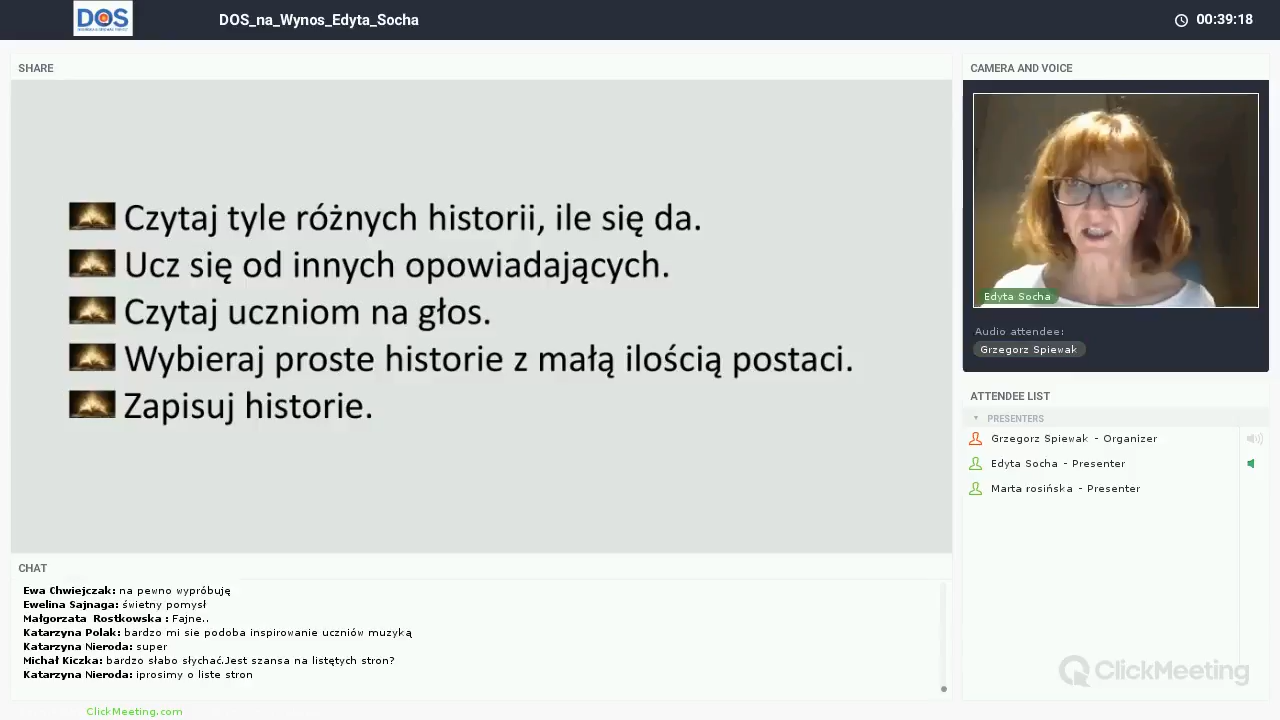 DOS
DOS_na_Wynos_Edyta_Socha
00:39:18
SHARE
Czytaj tyle różnych historii, ile się da.
Ucz się od innych opowiadających.
Czytaj uczniom na głos.
Wybieraj proste historie z małą ilością postaci.
Zapisuj historie.
CHAT
Ewa Chwiejczak: na pewno wypróbuję
Ewelina Sajnaga: świetny pomysł
Małgorzata Rostkowska : Fajne..
Katarzyna Polak: bardzo mi sie podoba inspirowanie uczniów muzyką
Katarzyna Nieroda: super
Michał Kiczka: bardzo słabo słychać.Jest szansa na listętych stron?
Katarzyna Nieroda: iprosimy o liste stron
ClickMeeting.com
CAMERA AND VOICE
Edyta Socha
Audio attendee:
Grzegorz Spiewak
ATTENDEE LIST
PRESENTERS
Grzegorz Spiewak - Organizer
Edyta Socha - Presenter
Marta rosińska - Presenter
ClickMeeting